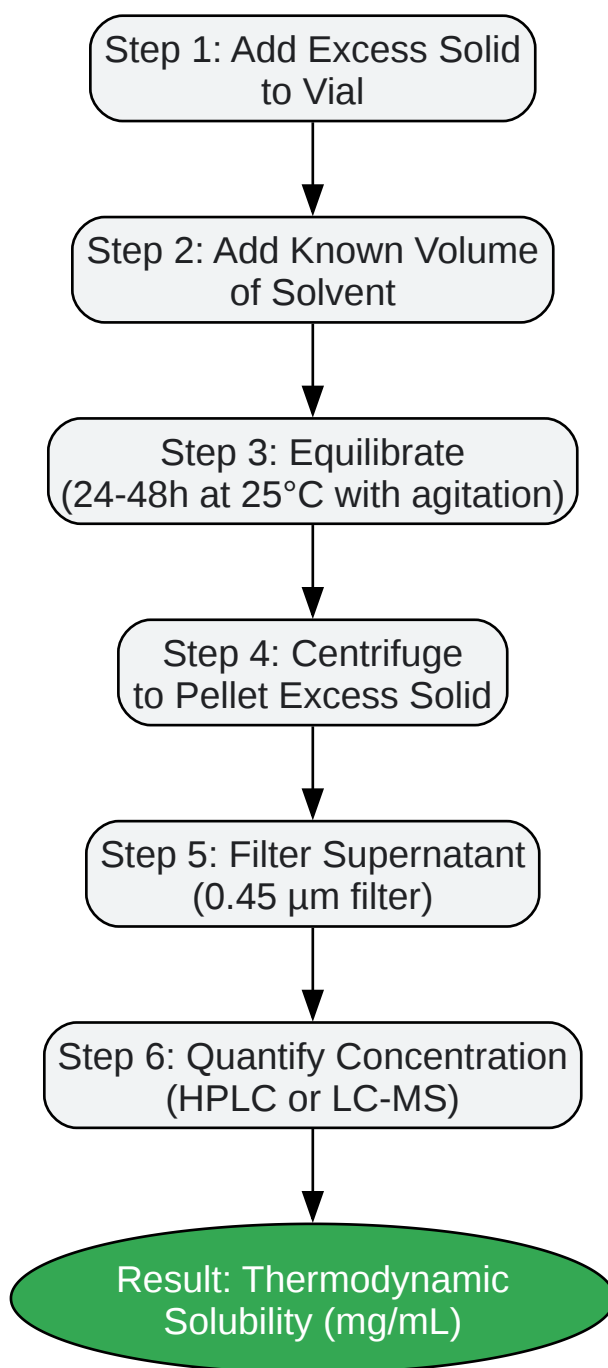 Step 1: Add Excess Solid
to Vial
Step 2: Add Known Volume
of Solvent
Step 3: Equilibrate
(24-48h at 25°C with agitation)
Step 4: Centrifuge
to Pellet Excess Solid
Step 5: Filter Supernatant
(0.45 µm filter)
Step 6: Quantify Concentration
(HPLC or LC-MS)
Result: Thermodynamic
Solubility (mg/mL)